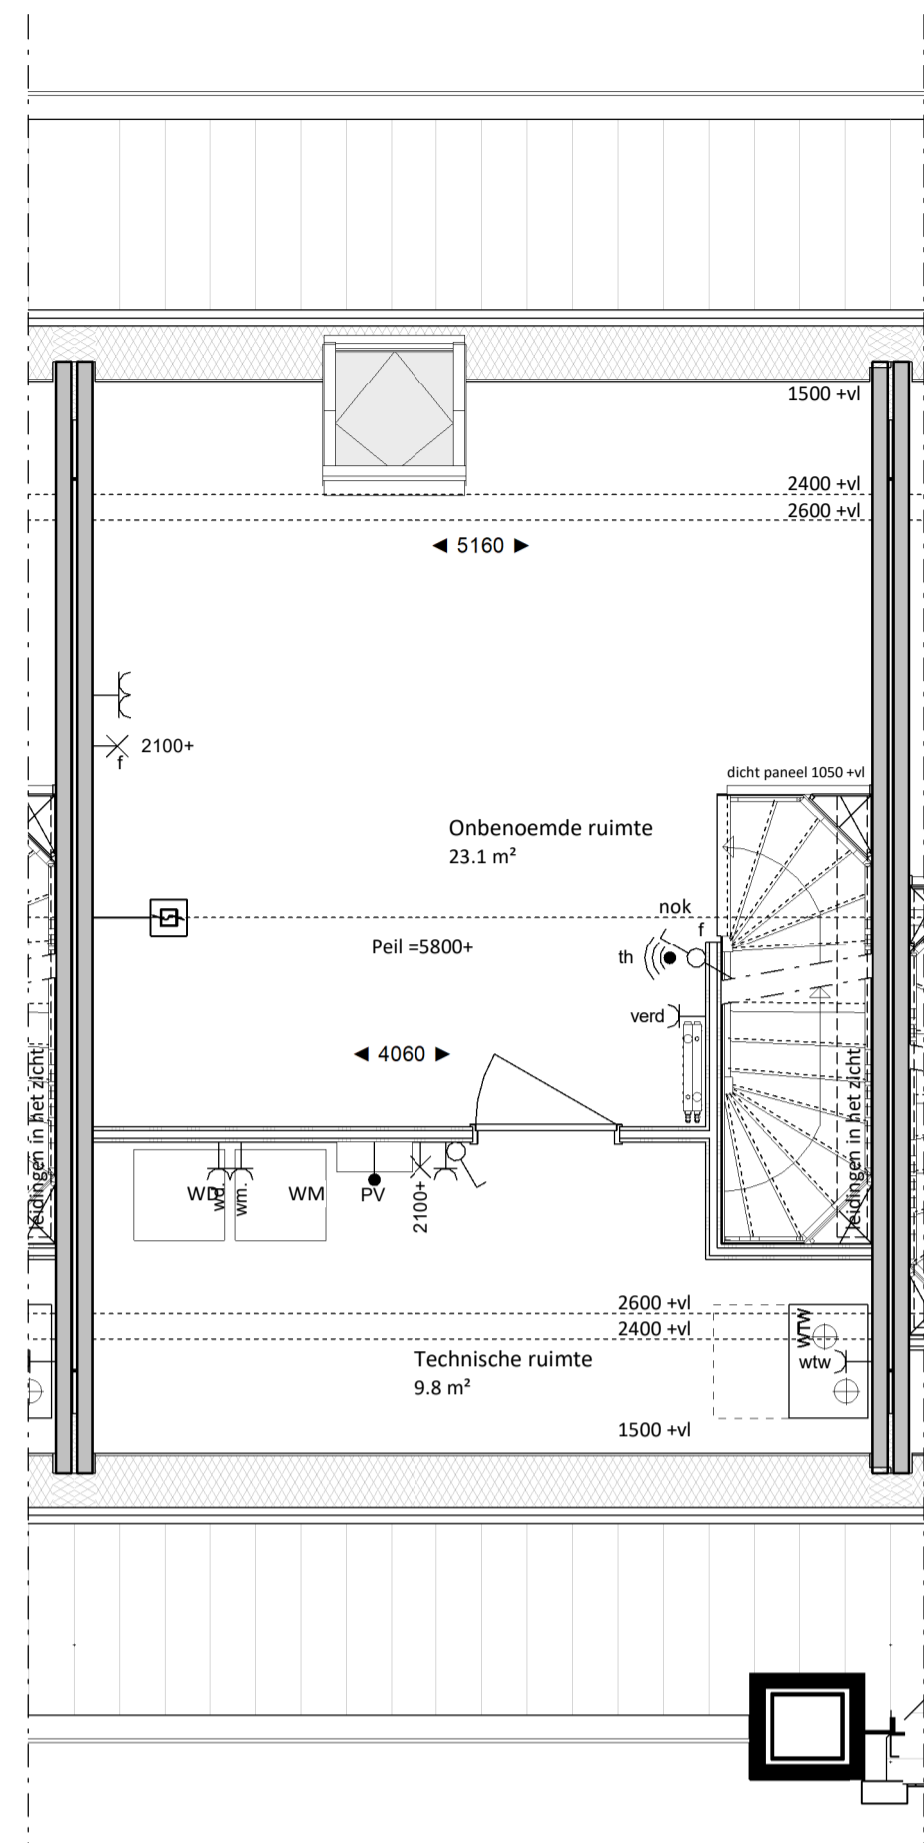 1500 +vl
2400 +vl
2600 +vl
◄ 5160 ►
2100+
f
dicht paneel 1050 +vl
Onbenoemde ruimte
23.1 m²
nok
f
Peil =5800+
th
verd
◄ 4060 ►
leidingen in het zicht
leidingen in het zicht
WD
wd.
wm.
WM
PV
2100+
2600 +vl
2400 +vl
WTW
wtw
Technische ruimte
9.8 m²
1500 +vl